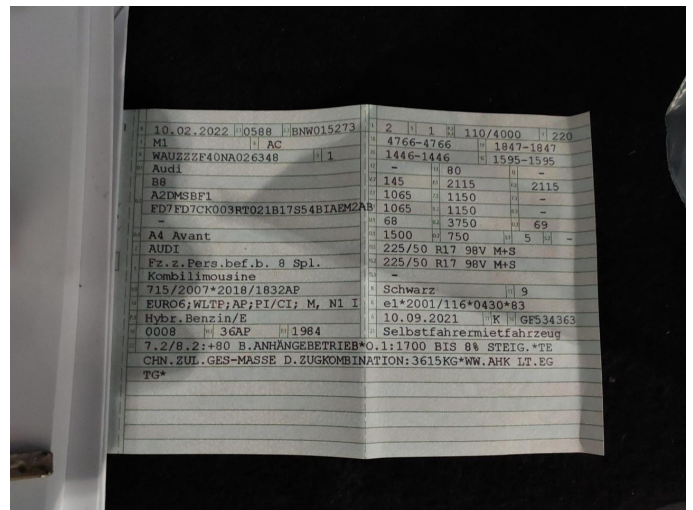 10.02.2022 0588 BNW015273
M1 AC
WAUZZZF40NA026348 1
Audi
B8
A2DMSBF1
FD7FD7CK003RT021B17S54BIAEM2AB
-
A4 Avant
AUDI
Fz.z.Pers.bef.b. 8 Spl.
Kombilimousine
715/2007*2018/1832AP
EURO6;WLTP;AP;PI/CI; M, N1 I
Hybr.Benzin/E
0008 36AP 1984
2 1 110/4000 220
4766-4766 1847-1847
1446-1446 1595-1595
- 80 -
145 2115 2115
1065 1150 -
1065 1150 -
68 3750 69
1500 750 5 -
225/50 R17 98V M+S
225/50 R17 98V M+S
-
Schwarz 9
e1*2001/116*0430*83
10.09.2021 K GF534363
Selbstfahrermietfahrzeug
7.2/8.2:+80 B.ANHÄNGEBETRIEB*O.1:1700 BIS 8% STEIG.*TE
CHN.ZUL.GES-MASSE D.ZUGKOMBINATION:3615KG*WW.AHK LT.EG
TG*